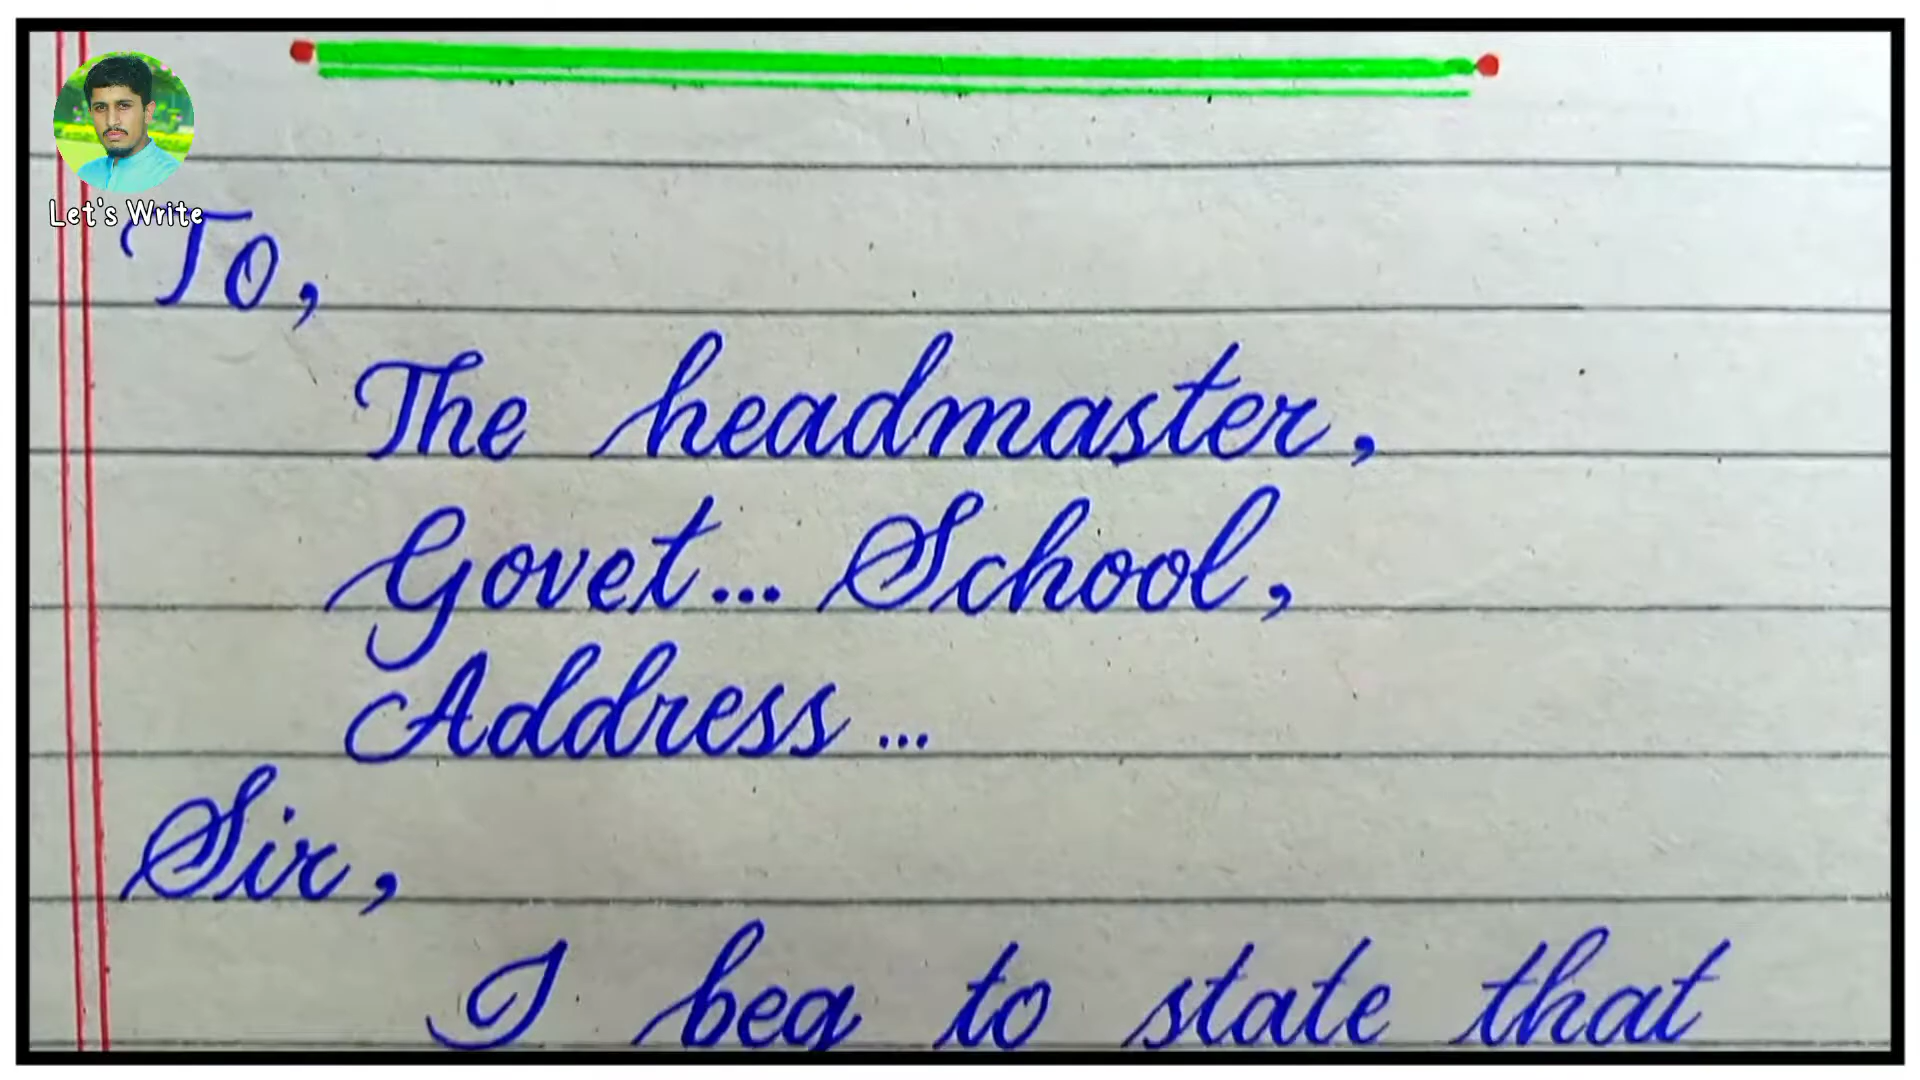 Let's Write
To,
The headmaster,
Govet... School,
Address...
Sir,
I beg to state that